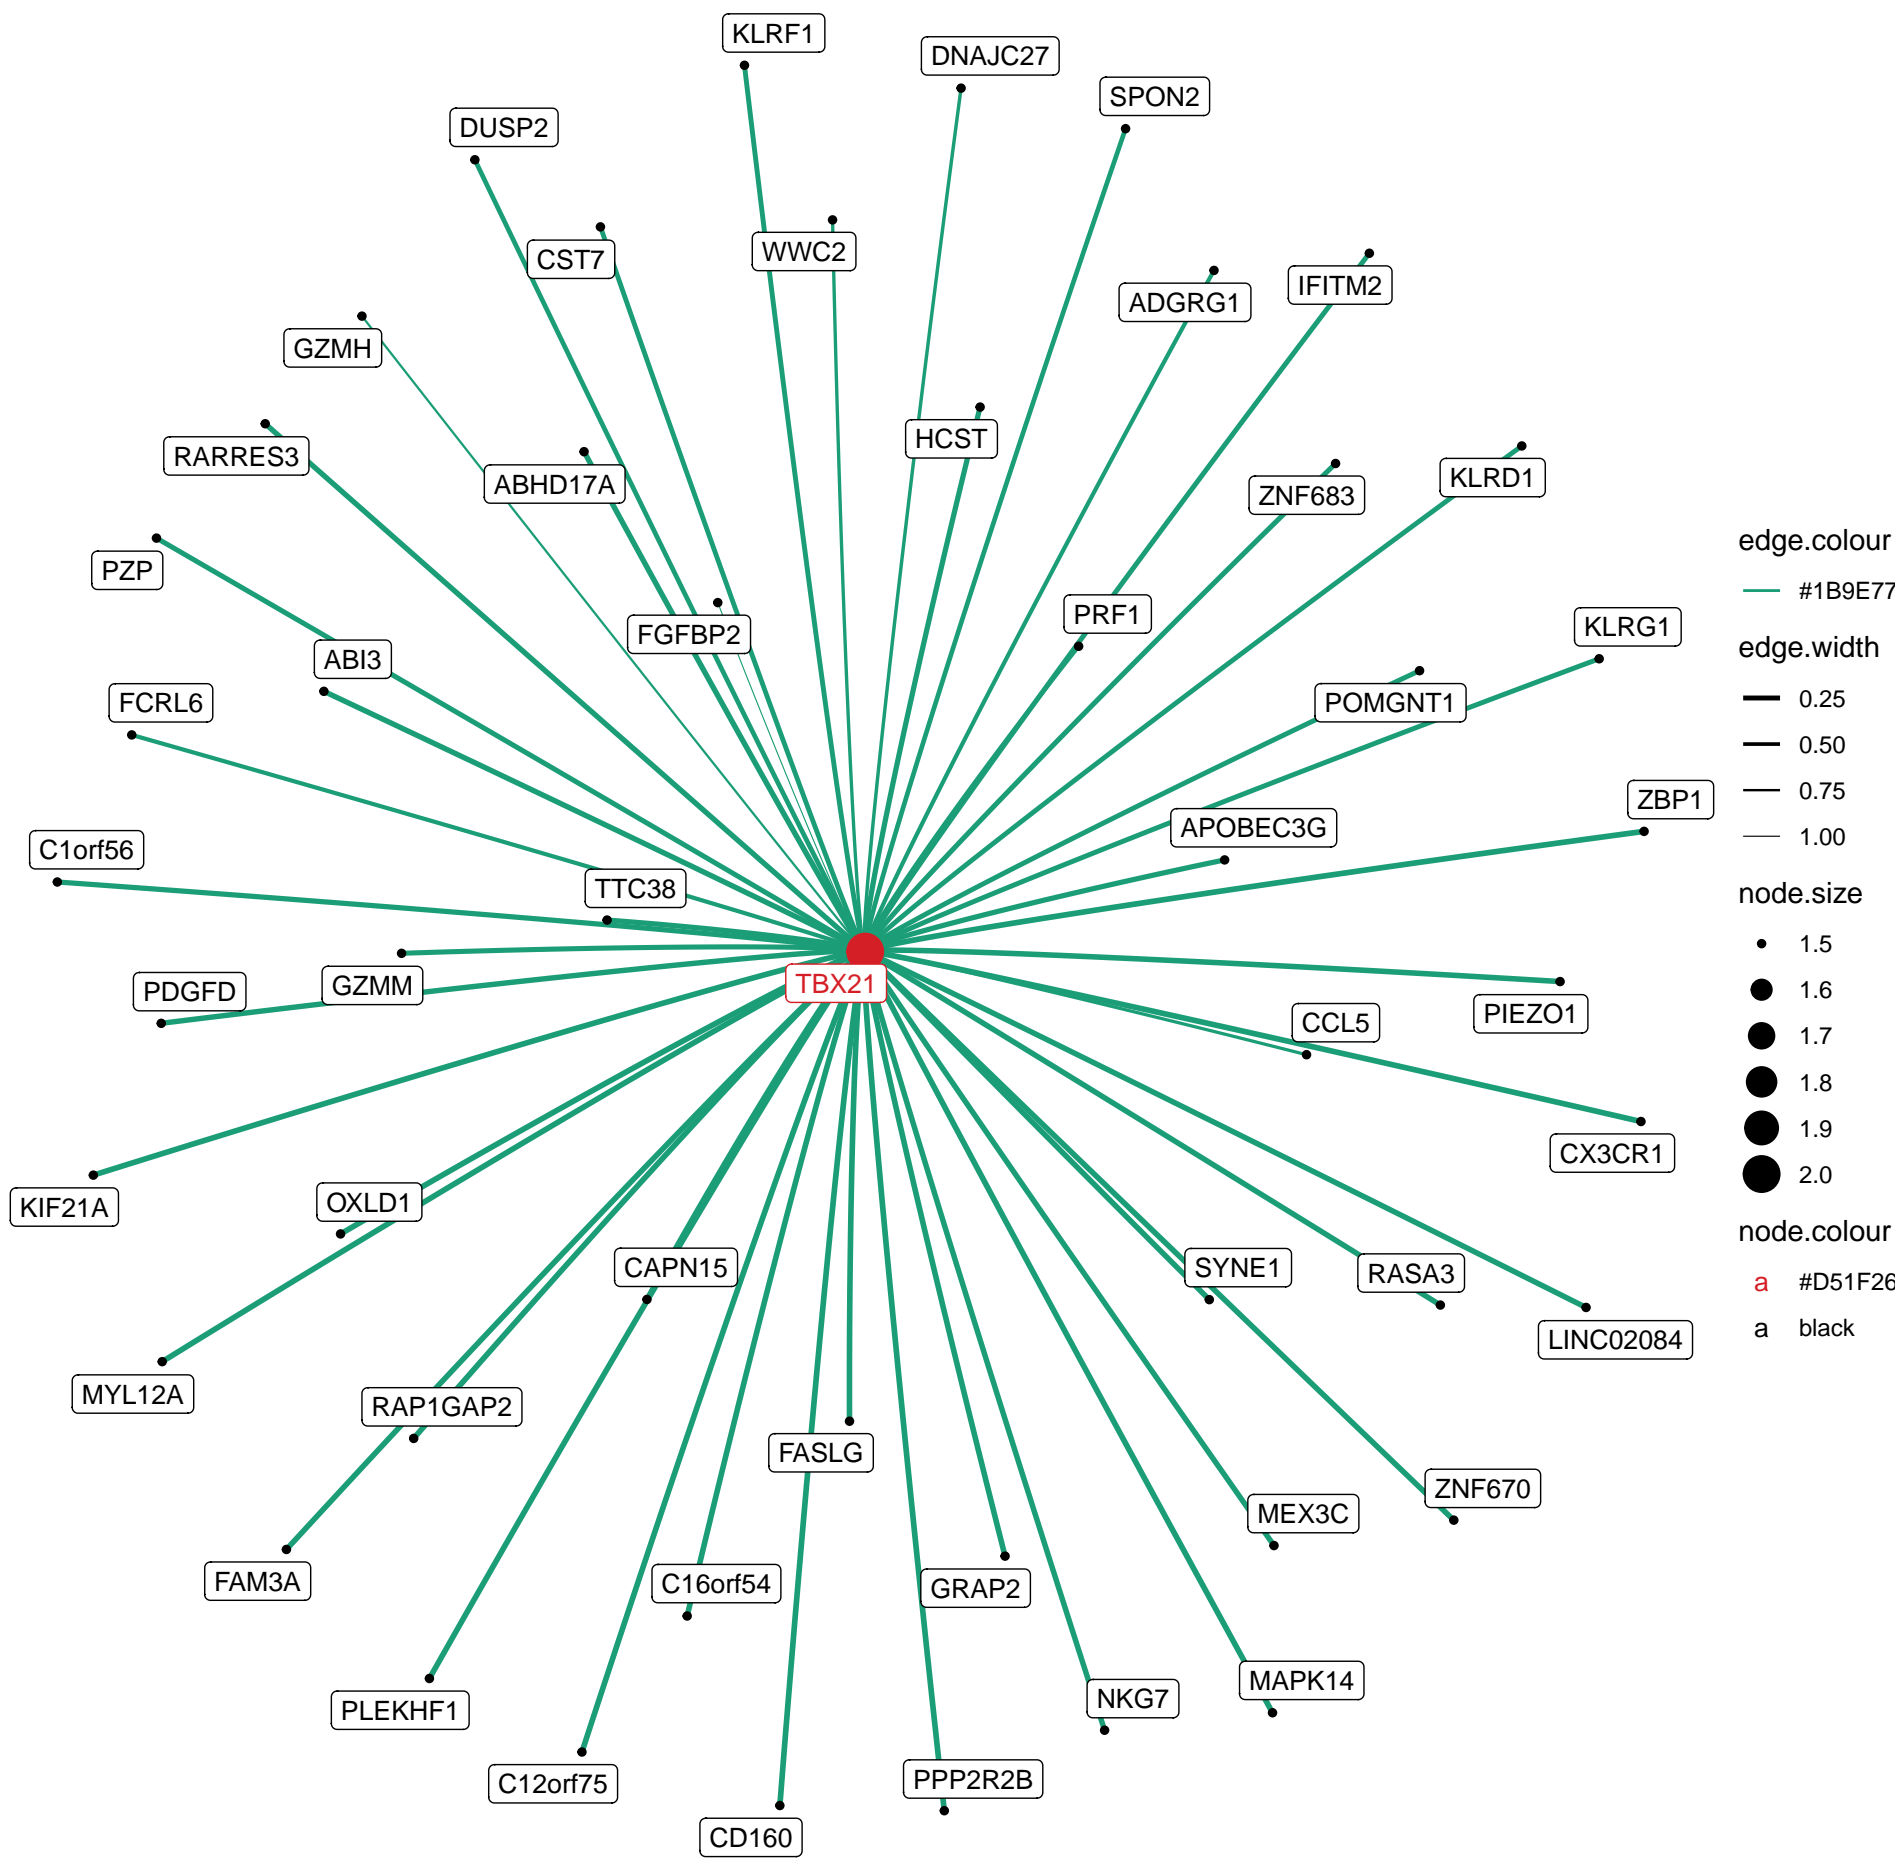 KLRF1
DNAJC27
SPON2
DUSP2
WWC2
CST7
IFITM2
ADGRG1
GZMH
HCST
RARRES3
KLRD1
ABHD17A
ZNF683
PZP
PRF1
KLRG1
FGFBP2
ABI3
FCRL6
POMGNT1
ZBP1
APOBEC3G
C1orf56
TTC38
TBX21
GZMM
PDGFD
PIEZO1
CCL5
CX3CR1
KIF21A
OXLD1
CAPN15
SYNE1
RASA3
LINC02084
MYL12A
RAP1GAP2
FASLG
ZNF670
MEX3C
FAM3A
C16orf54
GRAP2
MAPK14
NKG7
PLEKHF1
PPP2R2B
C12orf75
CD160
edge.colour
#1B9E77
edge.width
0.25
0.50
0.75
1.00
node.size
1.5
1.6
1.7
1.8
1.9
2.0
node.colour
a #D51F26
a black